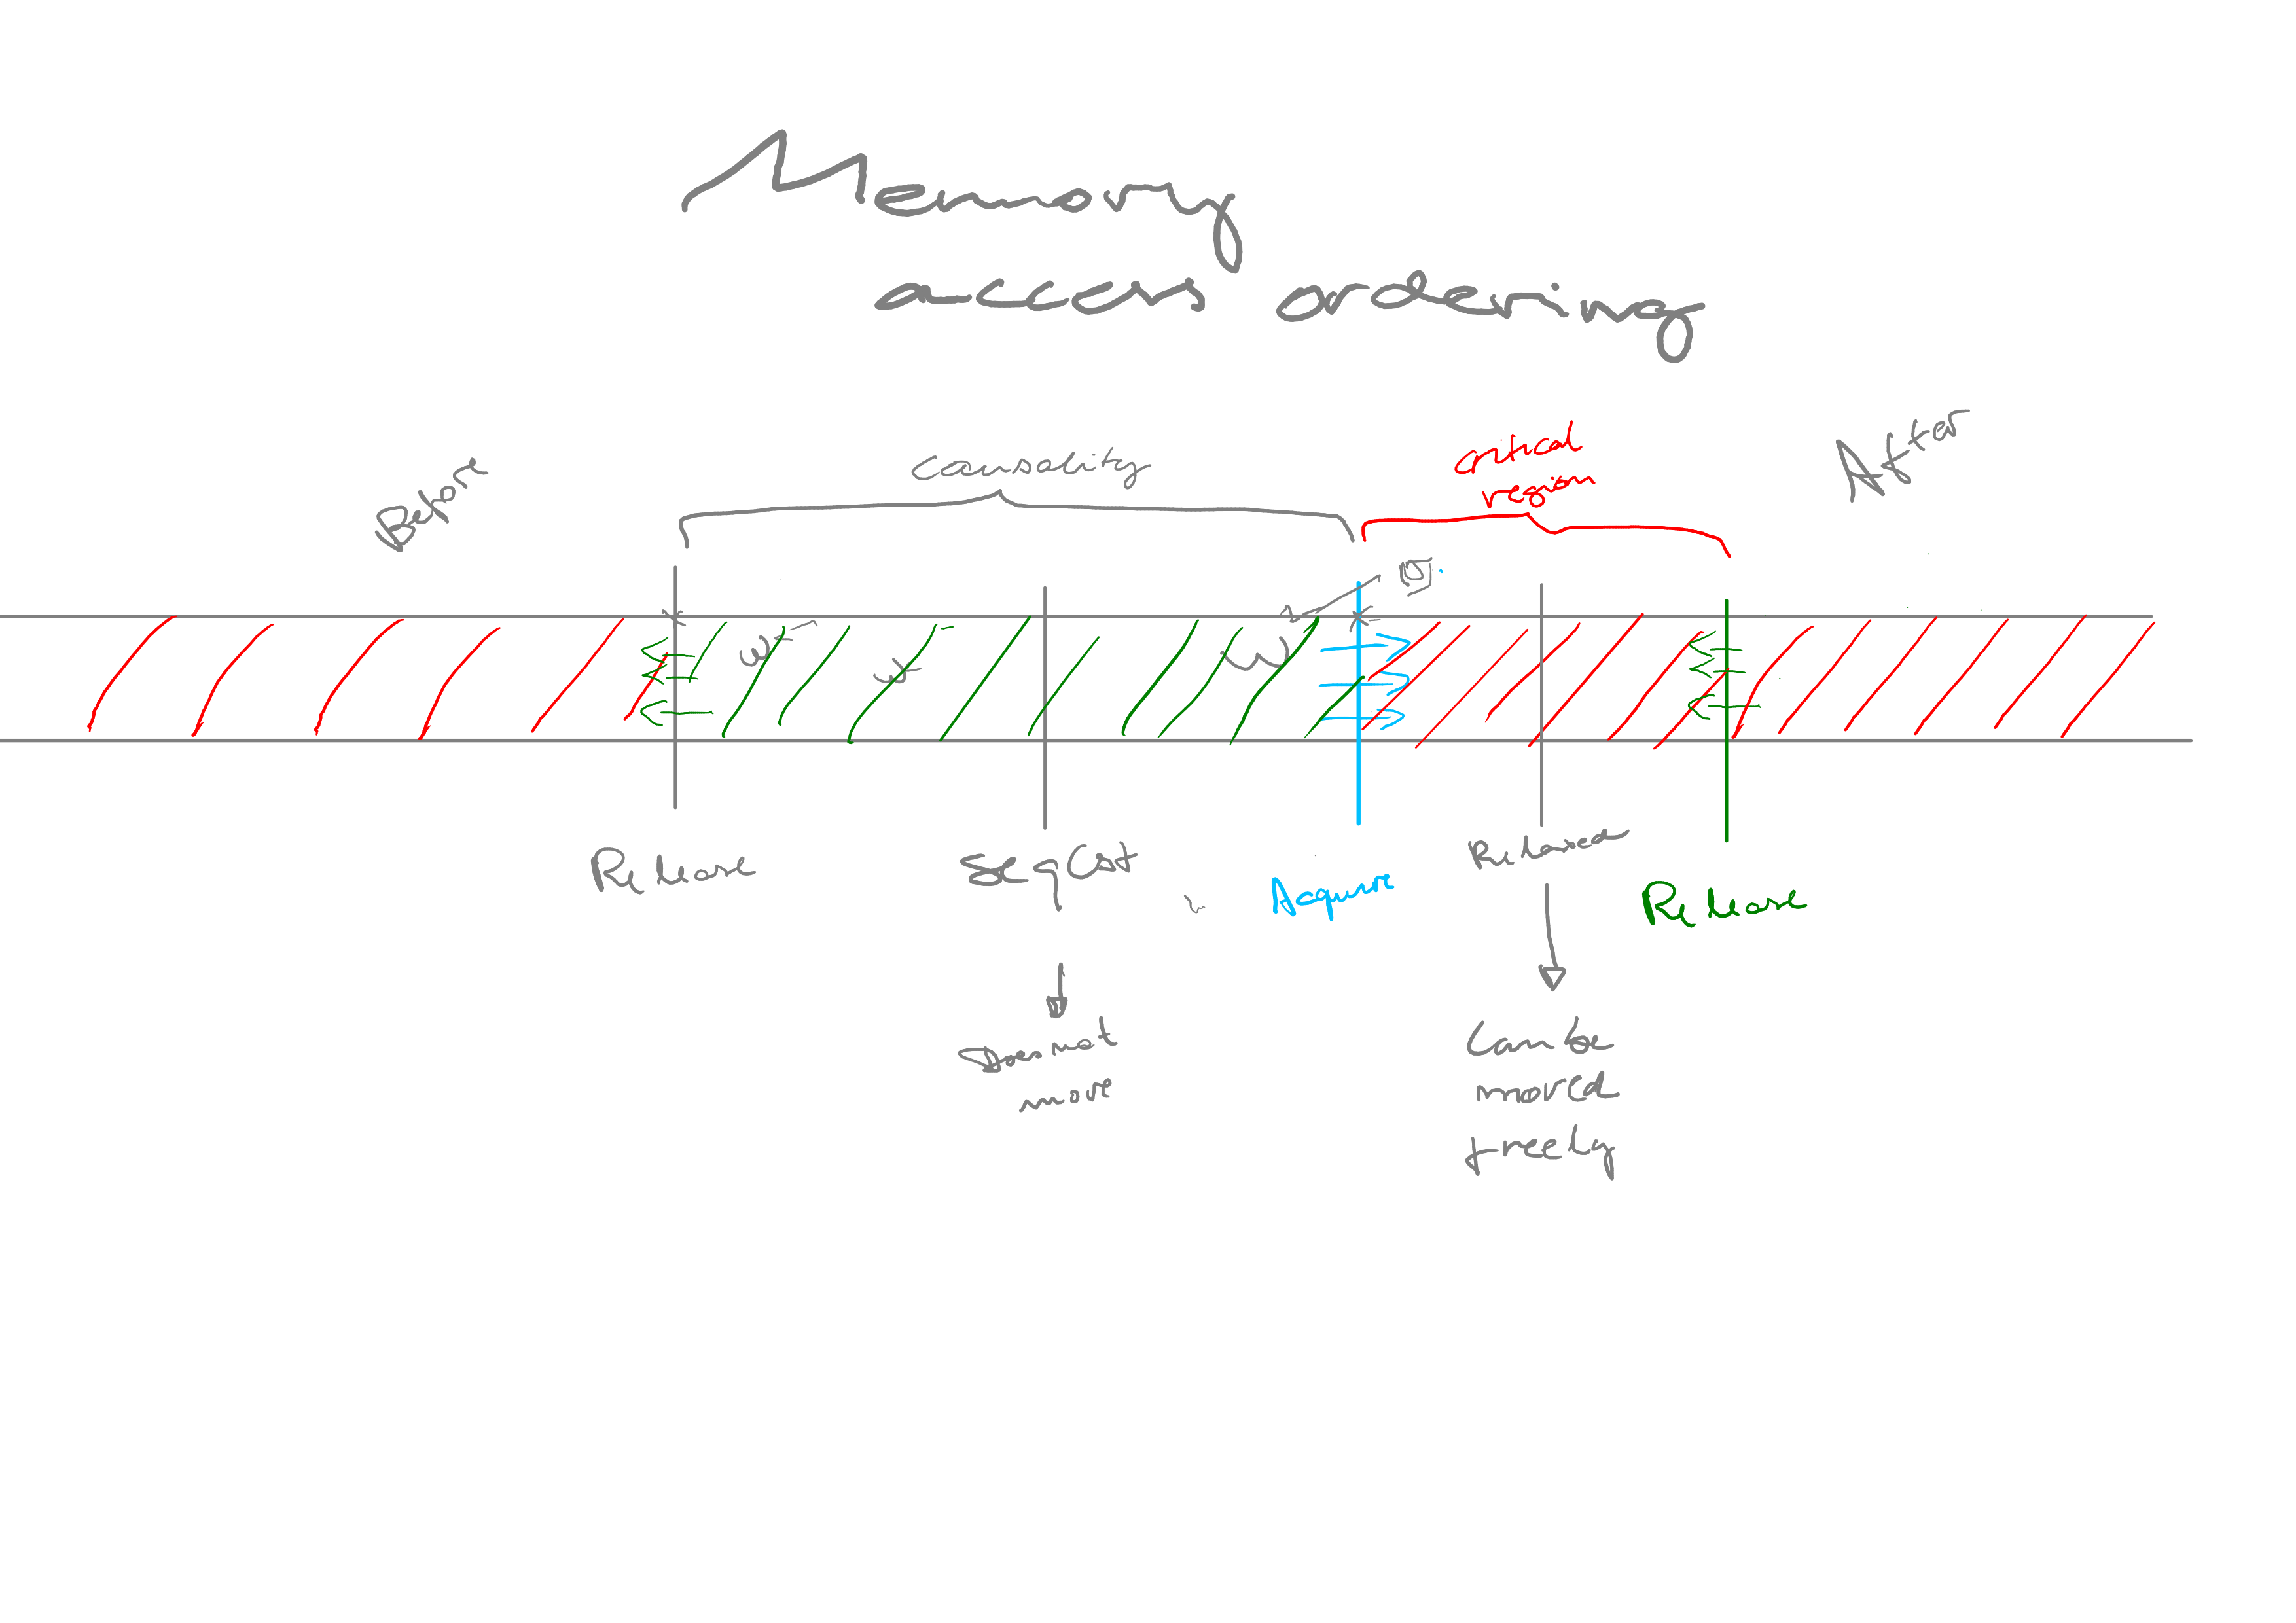 Memory
access ordering
Before
Causality
critical
region
After
Release
SeqCst
Acquire
Relaxed
Release
Does not
move
Can be
moved
freely